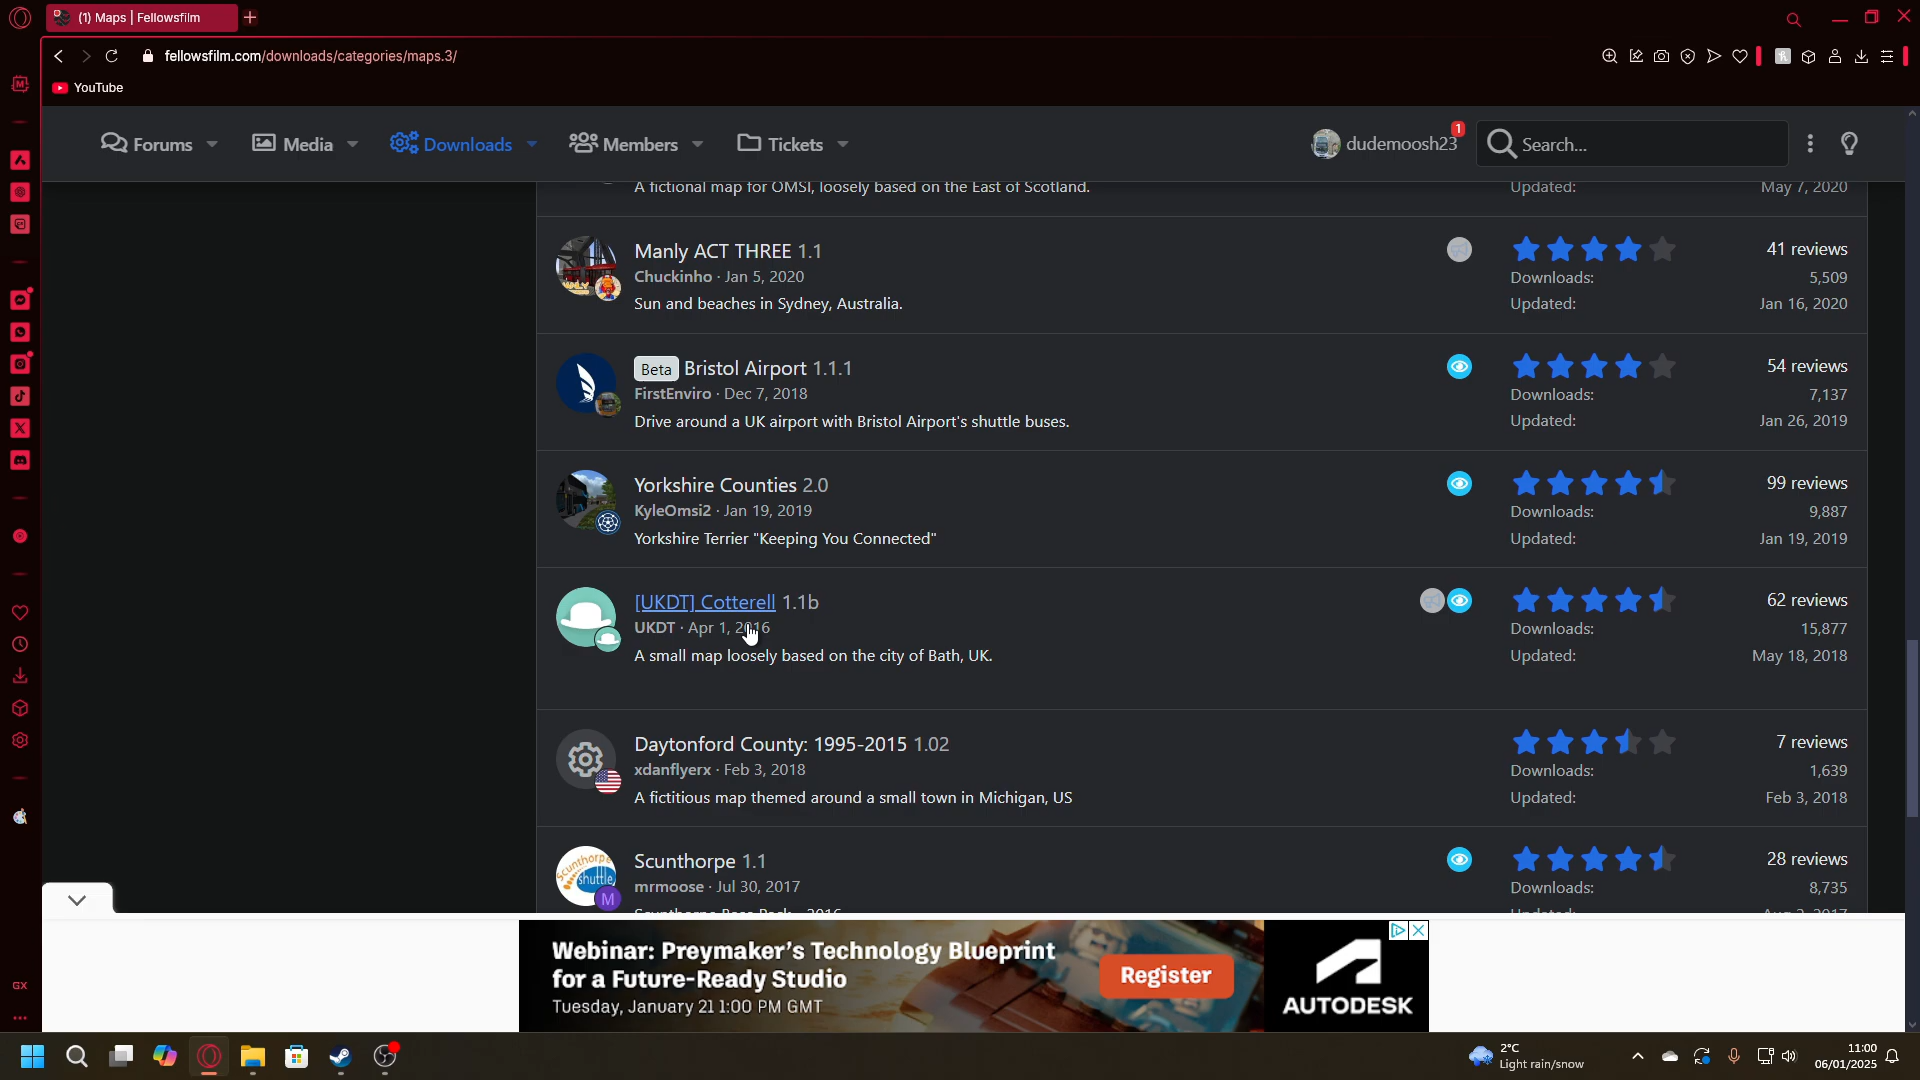 (1) Maps | Fellowsfilm
fellowsfilm.com/downloads/categories/maps.3/
YouTube
Forums
Media
Downloads
Members
Tickets
dudemoosh23
1
Search...
A fictional map for OMSI, loosely based on the East of Scotland.
Updated: May 7, 2020
Manly ACT THREE 1.1
41 reviews
Chuckinho · Jan 5, 2020
Downloads: 5,509
Sun and beaches in Sydney, Australia.
Updated: Jan 16, 2020
Beta Bristol Airport 1.1.1
54 reviews
FirstEnviro · Dec 7, 2018
Downloads: 7,137
Drive around a UK airport with Bristol Airport's shuttle buses.
Updated: Jan 26, 2019
Yorkshire Counties 2.0
99 reviews
KyleOmsi2 · Jan 19, 2019
Downloads: 9,887
Yorkshire Terrier "Keeping You Connected"
Updated: Jan 19, 2019
[UKDT] Cotterell 1.1b
62 reviews
UKDT · Apr 1, 2016
Downloads: 15,877
A small map loosely based on the city of Bath, UK.
Updated: May 18, 2018
Daytonford County: 1995-2015 1.02
7 reviews
xdanflyerx · Feb 3, 2018
Downloads: 1,639
A fictitious map themed around a small town in Michigan, US
Updated: Feb 3, 2018
Scunthorpe shuttle
M
Scunthorpe 1.1
28 reviews
mrmoose · Jul 30, 2017
Downloads: 8,735
Webinar: Preymaker's Technology Blueprint
for a Future-Ready Studio
Tuesday, January 21 1:00 PM GMT
Register
AUTODESK
GX
2°C
Light rain/snow
11:00
06/01/2025